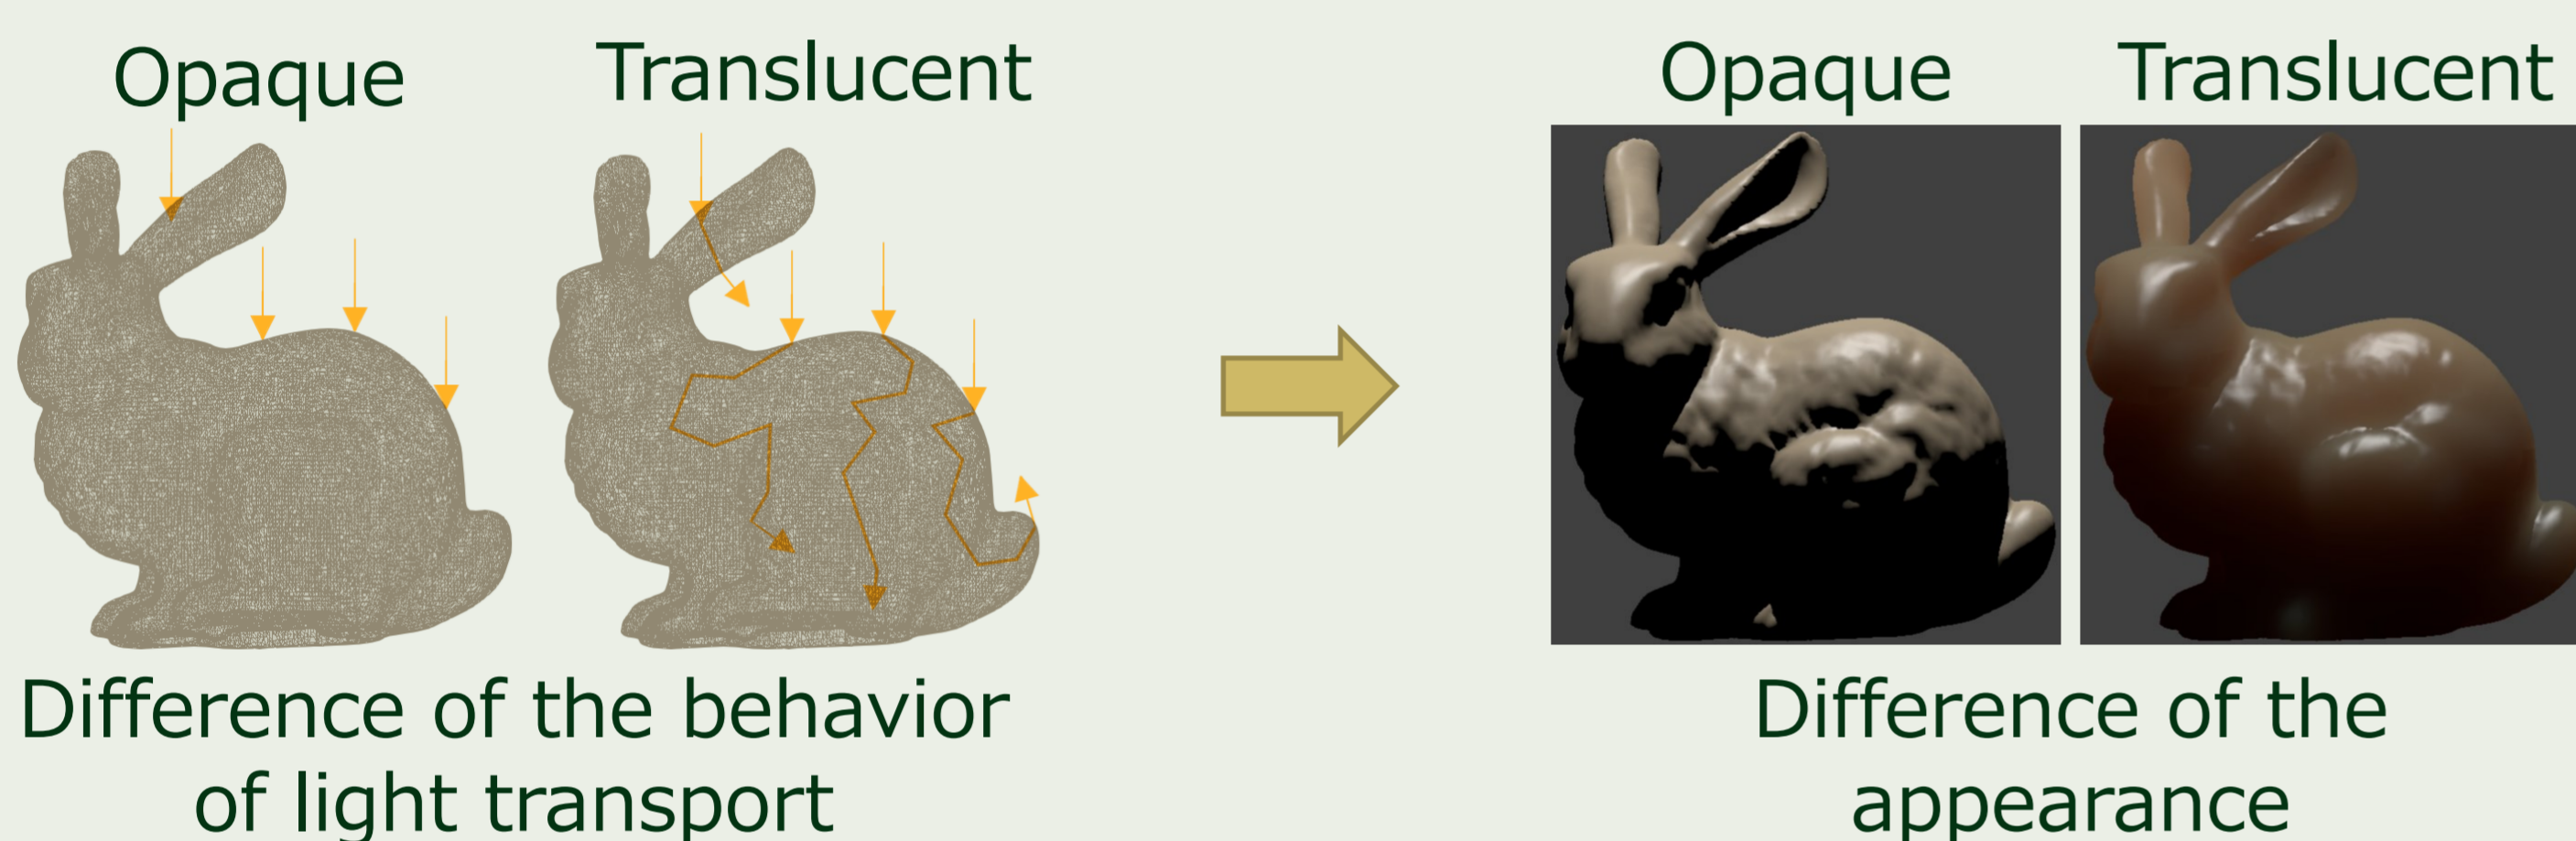 Opaque
Translucent
Opaque
Translucent
Difference of the behavior
of light transport
Difference of the
appearance